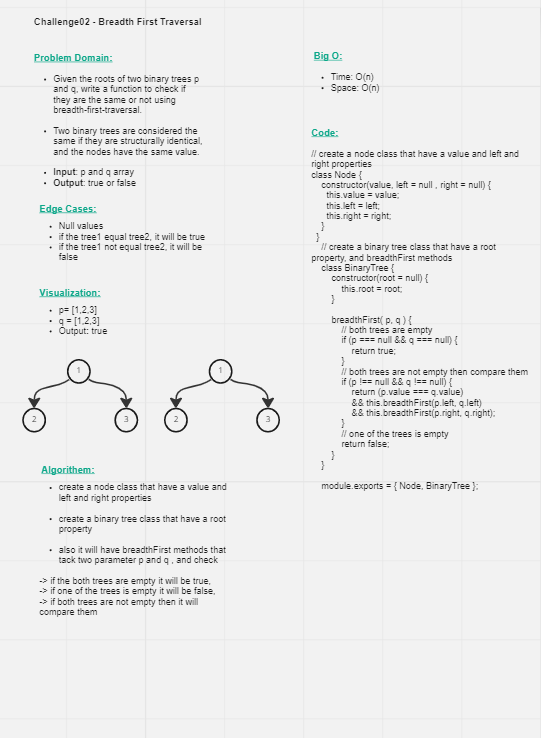 Challenge02 - Breadth First Traversal
Problem Domain:
• Given the roots of two binary trees p
and q, write a function to check if
they are the same or not using
breadth-first-traversal.
• Two binary trees are considered the
same if they are structurally identical,
and the nodes have the same value.
• Input: p and q array
• Output: true or false
Edge Cases:
• Null values
• if the tree1 equal tree2, it will be true
• if the tree1 not equal tree2, it will be
false
Visualization:
• p= [1,2,3]
• q = [1,2,3]
• Output: true
1
2
3
1
2
3
Algorithem:
• create a node class that have a value and
left and right properties
• create a binary tree class that have a root
property
• also it will have breadthFirst methods that
tack two parameter p and q , and check
-> if the both trees are empty it will be true,
-> if one of the trees is empty it will be false,
-> if both trees are not empty then it will
compare them
Big O:
• Time: O(n)
• Space: O(n)
Code:
// create a node class that have a value and left and
right properties
class Node {
constructor(value, left = null , right = null) {
this.value = value;
this.left = left;
this.right = right;
}
}
// create a binary tree class that have a root
property, and breadthFirst methods
class BinaryTree {
constructor(root = null) {
this.root = root;
}
breadthFirst( p, q ) {
// both trees are empty
if (p === null && q === null) {
return true;
}
// both trees are not empty then compare them
if (p !== null && q !== null) {
return (p.value === q.value)
&& this.breadthFirst(p.left, q.left)
&& this.breadthFirst(p.right, q.right);
}
// one of the trees is empty
return false;
}
}
module.exports = { Node, BinaryTree };